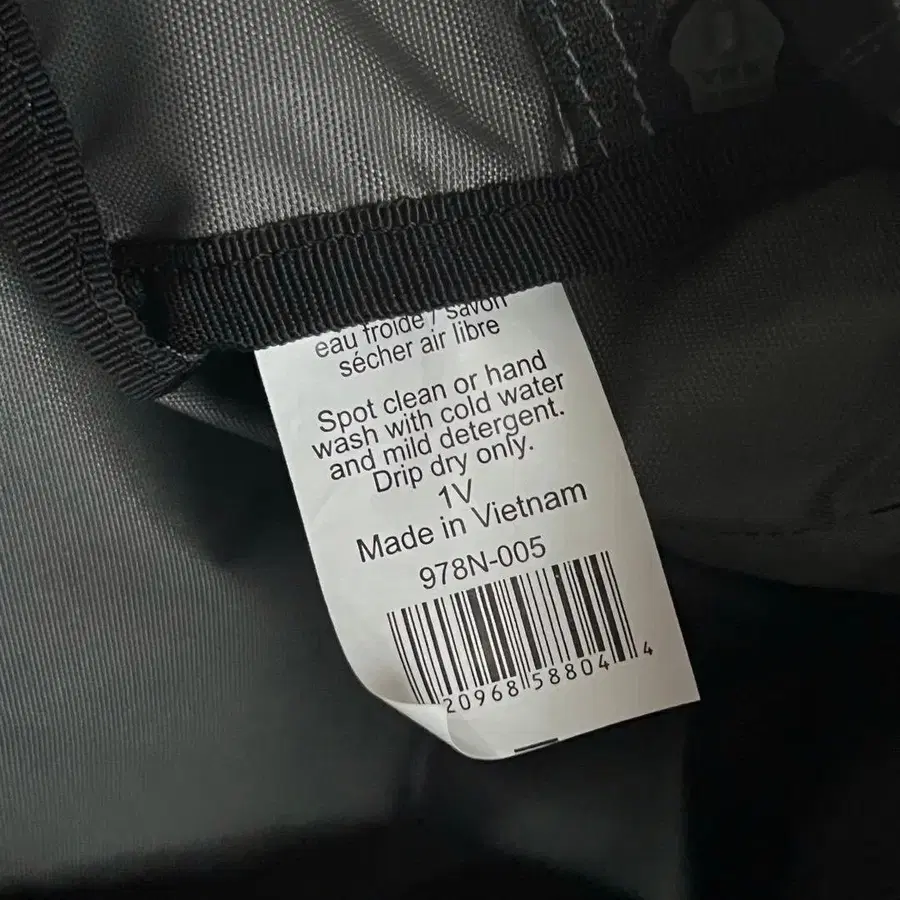 eau froide / savon
sécher air libre
Spot clean or hand
wash with cold water
and mild detergent.
Drip dry only.
1V
Made in Vietnam
978N-005
20968 58804 4